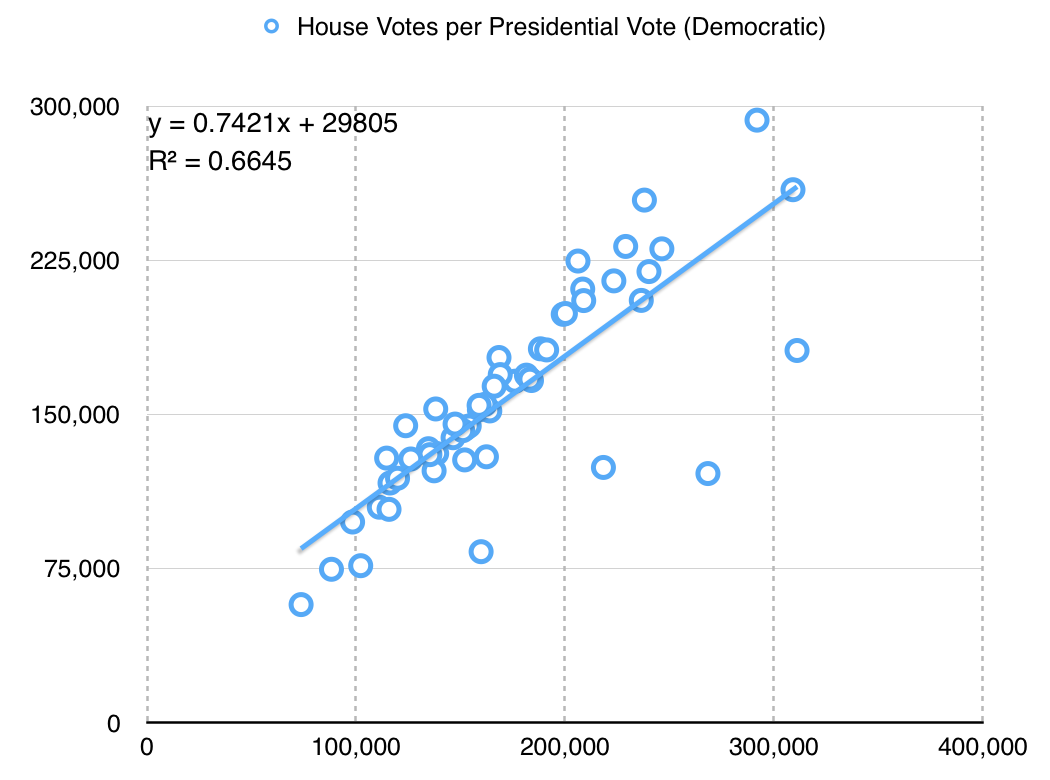 House Votes per Presidential Vote (Democratic)
300,000
y = 0.7421x + 29805
R² = 0.6645
225,000
150,000
75,000
0
0 100,000 200,000 300,000 400,000